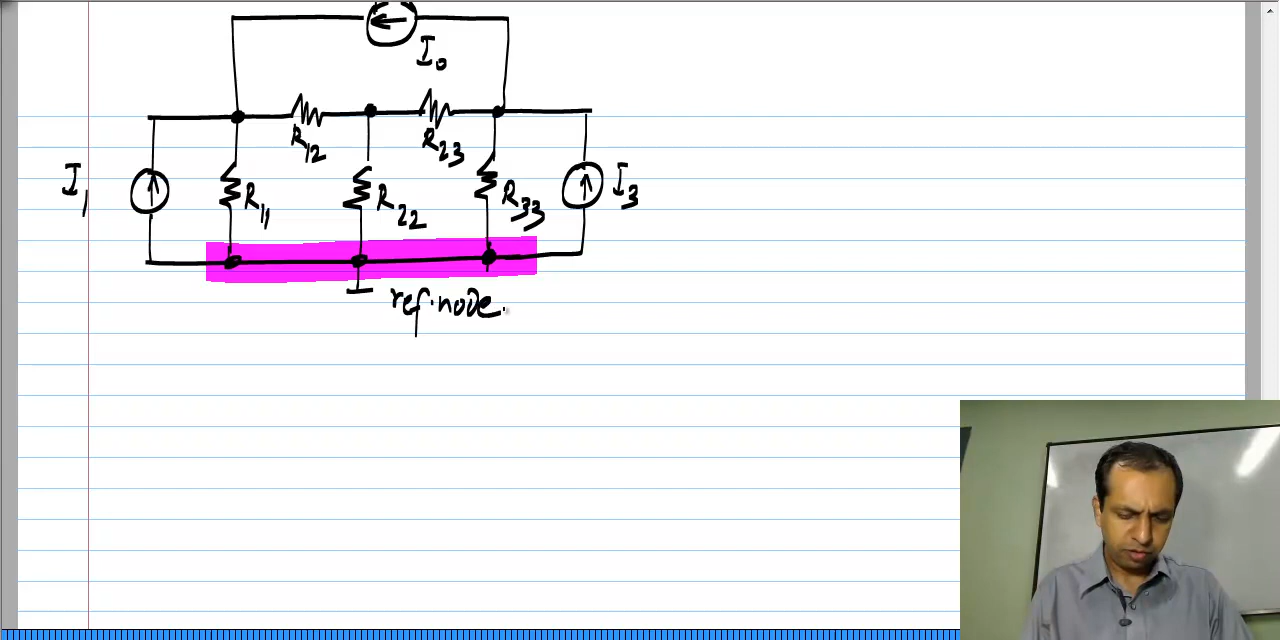 I₀
R₁₂
R₂₃
I₁
R₁₁
R₂₂
R₃₃
I₃
ref. node.